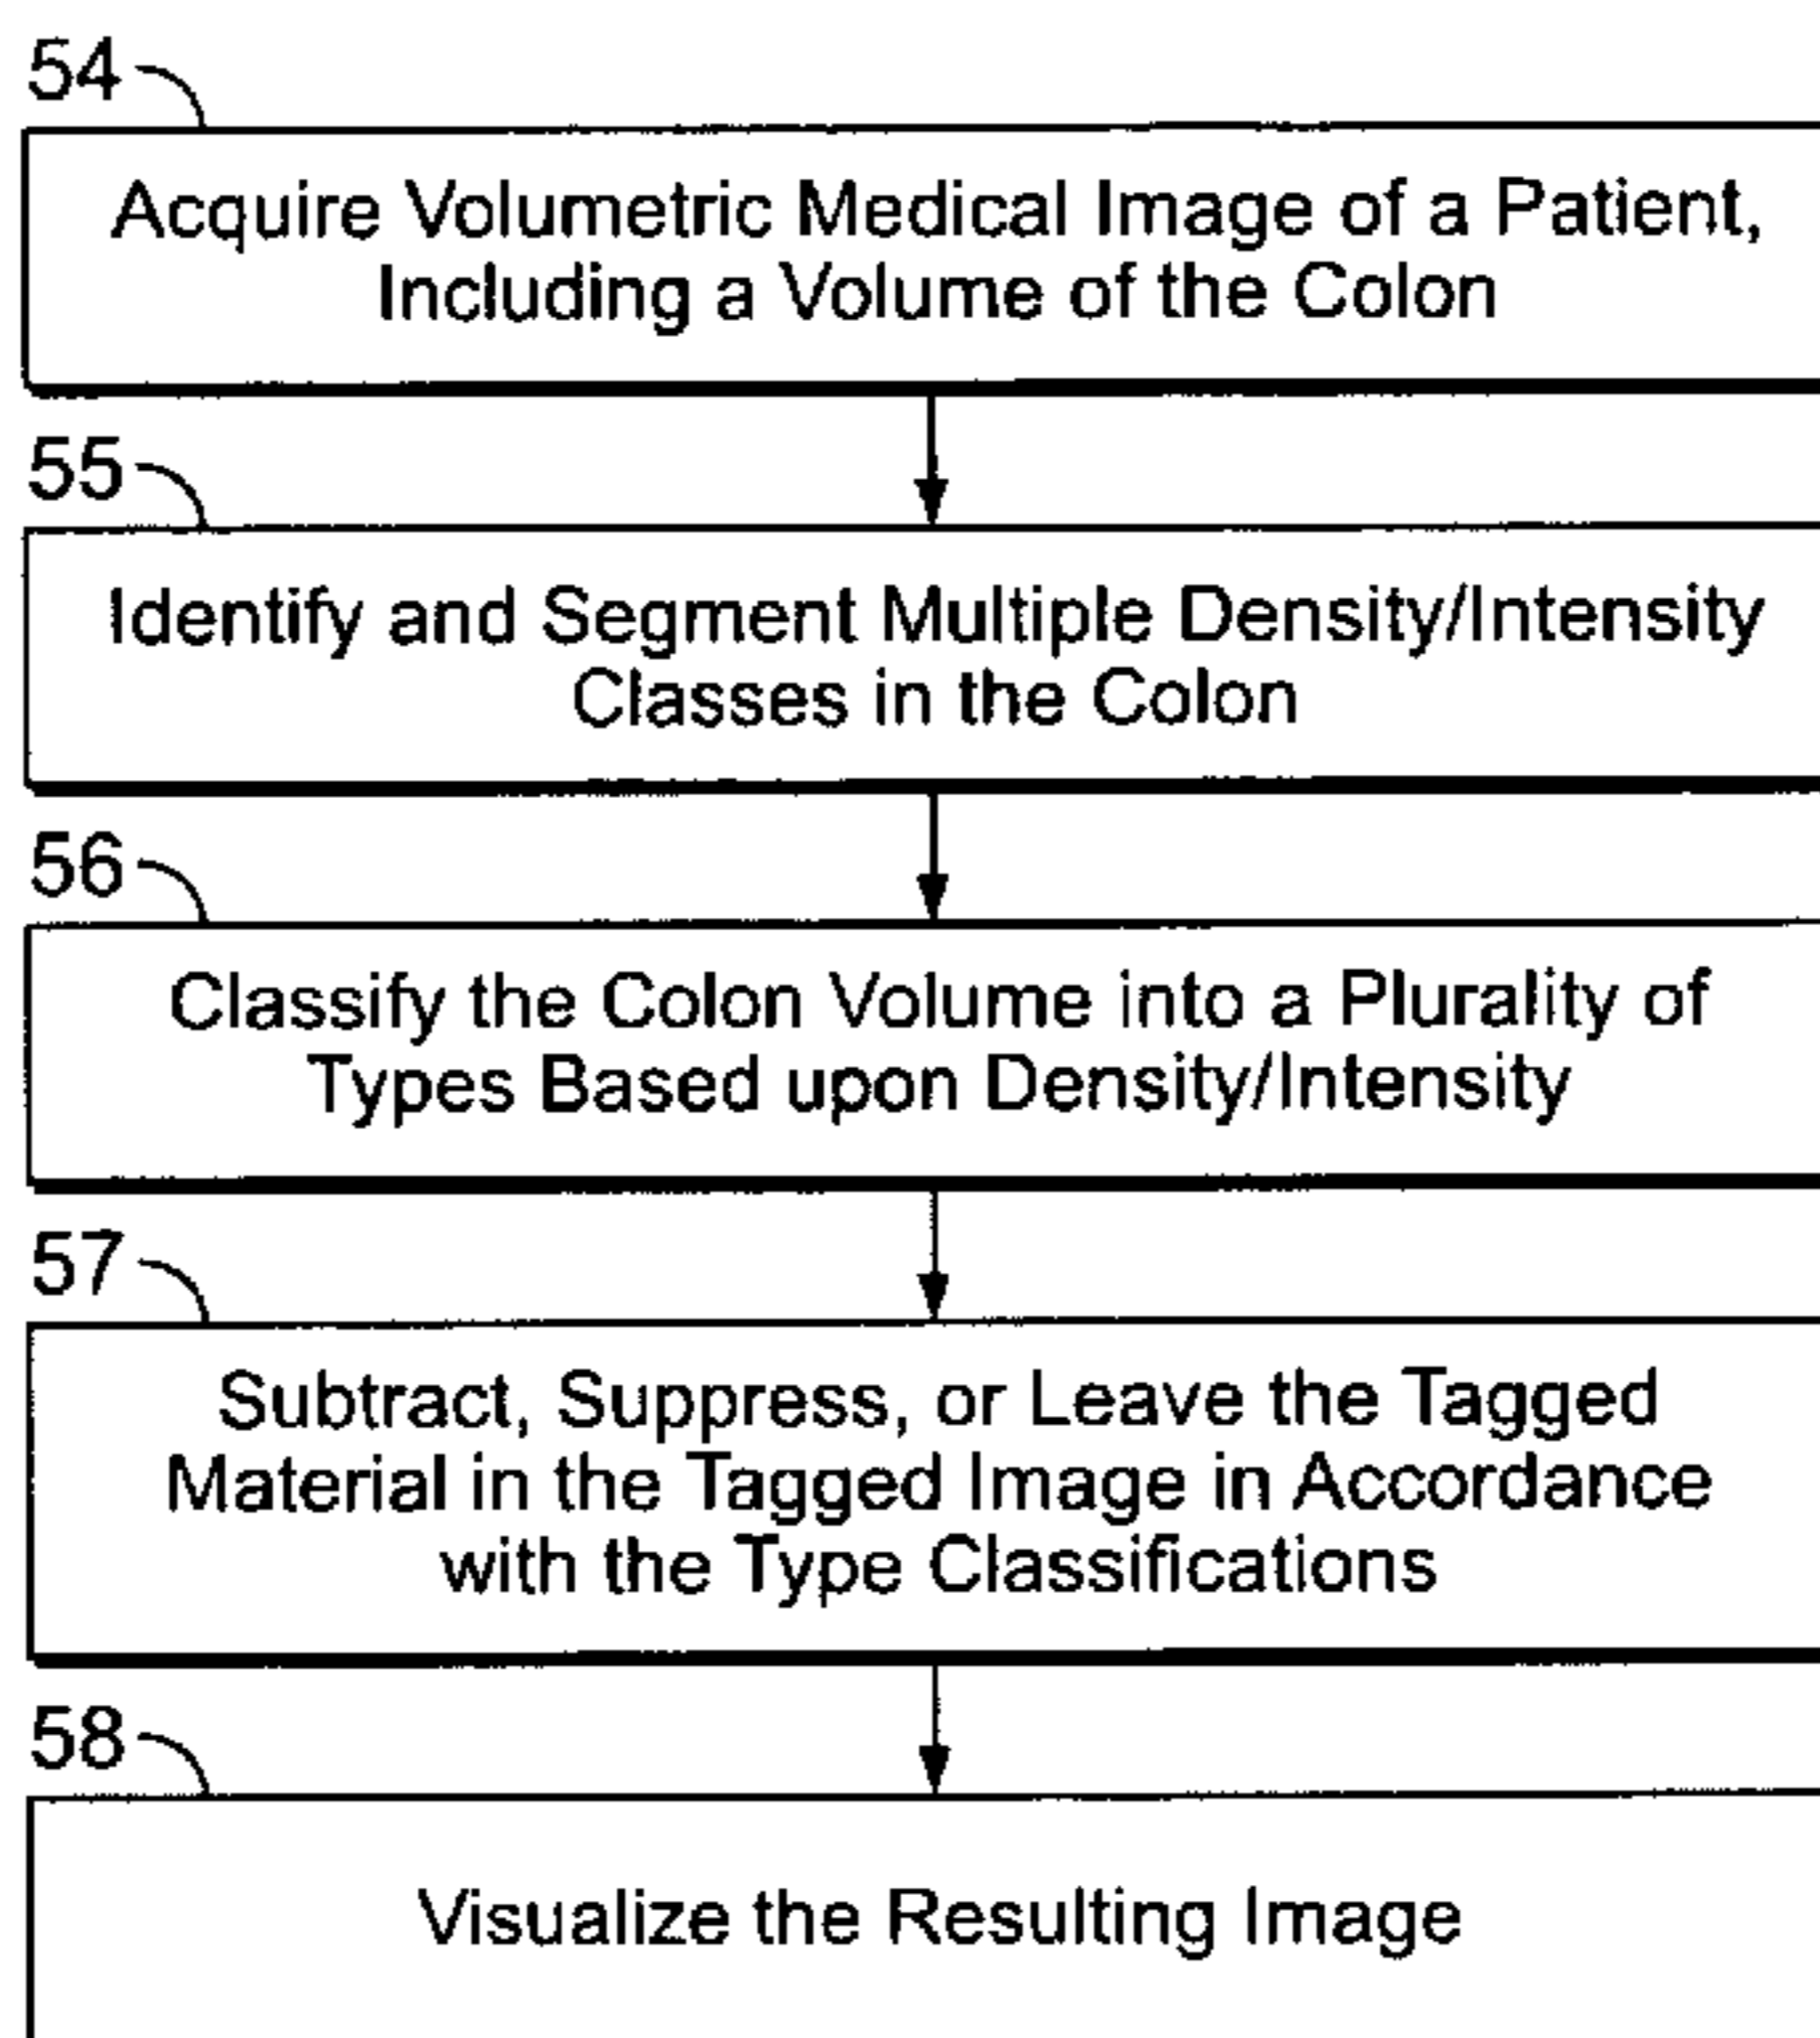 54
Acquire Volumetric Medical Image of a Patient,
Including a Volume of the Colon
55
Identify and Segment Multiple Density/Intensity
Classes in the Colon
56
Classify the Colon Volume into a Plurality of
Types Based upon Density/Intensity
57
Subtract, Suppress, or Leave the Tagged
Material in the Tagged Image in Accordance
with the Type Classifications
58
Visualize the Resulting Image